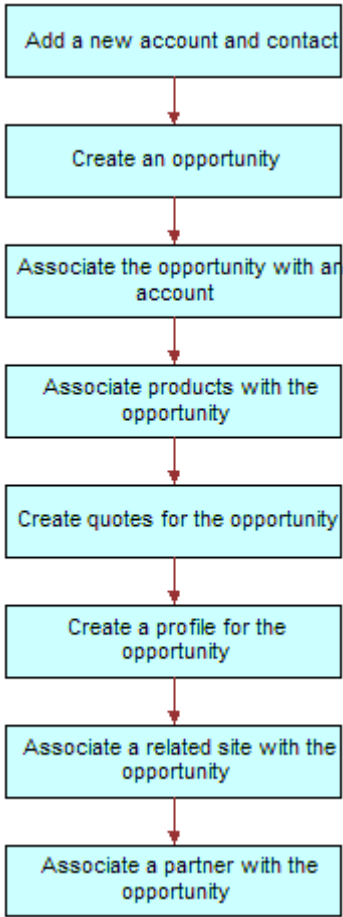 Add a new account and contact
Create an opportunity
Associate the opportunity with an
account
Associate products with the
opportunity
Create quotes for the opportunity
Create a profile for the
opportunity
Associate a related site with the
opportunity
Associate a partner with the
opportunity